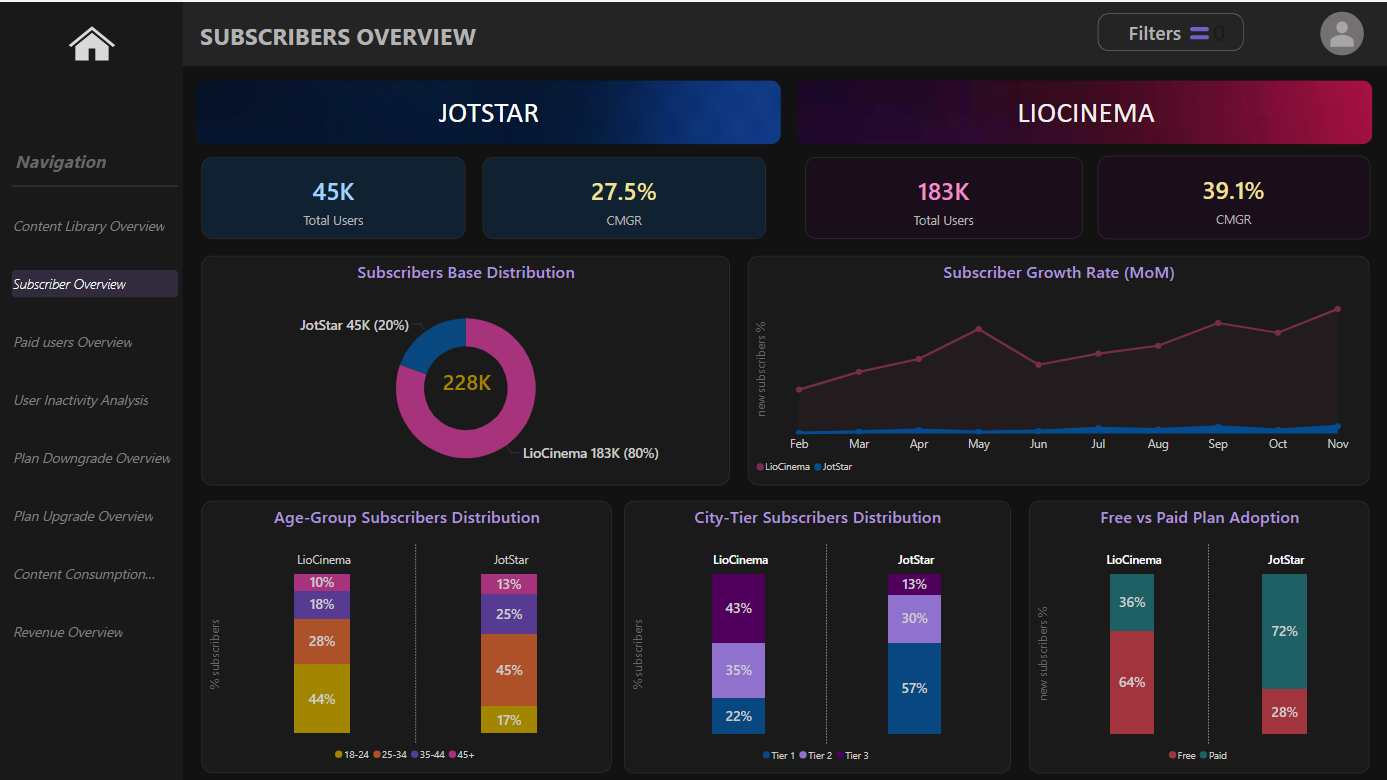 SUBSCRIBERS OVERVIEW
Filters
0
Navigation
Content Library Overview
Subscriber Overview
Paid users Overview
User Inactivity Analysis
Plan Downgrade Overview
Plan Upgrade Overview
Content Consumption...
Revenue Overview
JOTSTAR
LIOCINEMA
45K
Total Users
27.5%
CMGR
183K
Total Users
39.1%
CMGR
Subscribers Base Distribution
JotStar 45K (20%)
228K
LioCinema 183K (80%)
Subscriber Growth Rate (MoM)
new subscribers %
Feb Mar Apr May Jun Jul Aug Sep Oct Nov
LioCinema JotStar
Age-Group Subscribers Distribution
% subscribers
LioCinema JotStar
10% 13%
18% 25%
28% 45%
44% 17%
18-24 25-34 35-44 45+
City-Tier Subscribers Distribution
% subscribers
LioCinema JotStar
43% 13%
35% 30%
22% 57%
Tier 1 Tier 2 Tier 3
Free vs Paid Plan Adoption
new subscribers %
LioCinema JotStar
36% 72%
64% 28%
Free Paid